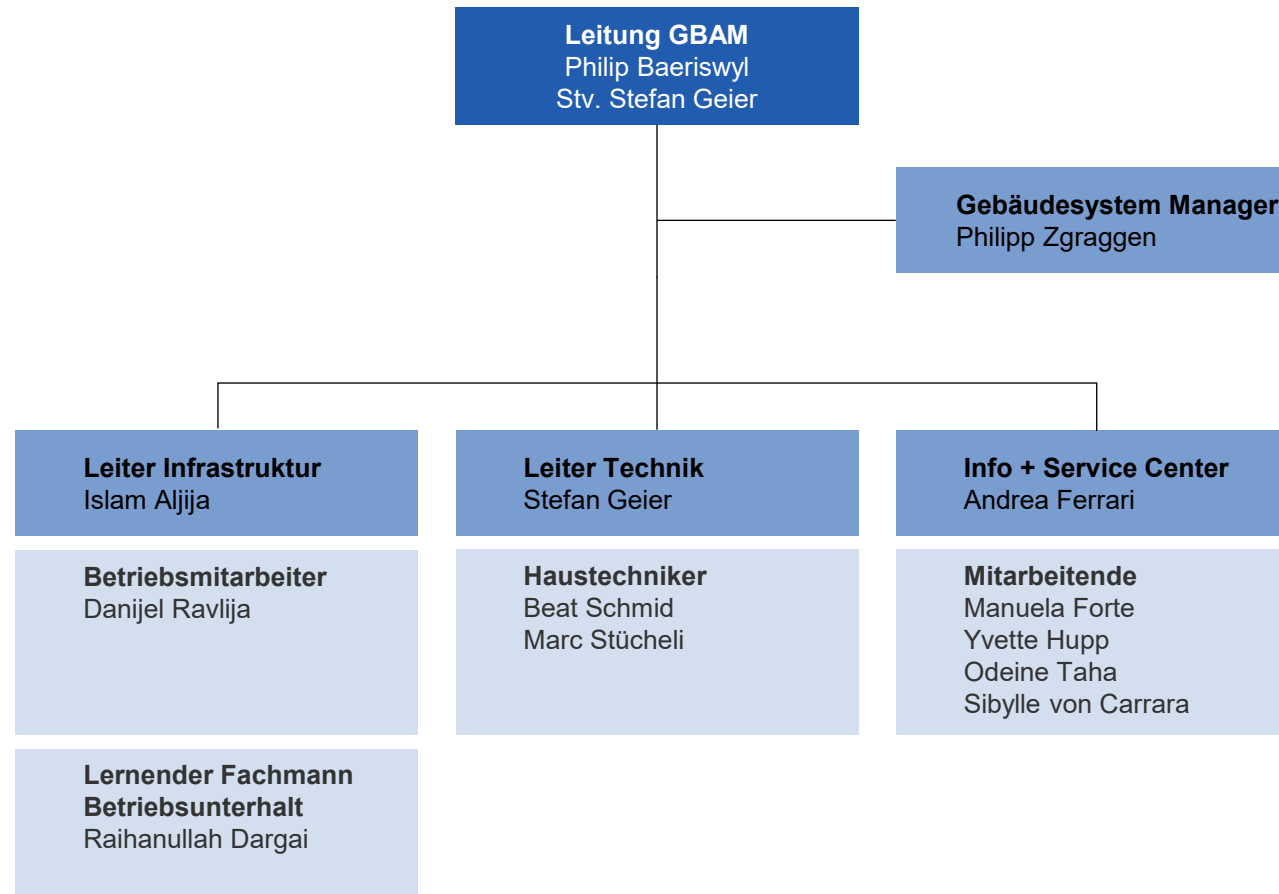 Leitung GBAM
Philip Baeriswyl
Stv. Stefan Geier
Gebäudesystem Manager
Philipp Zgraggen
Leiter Infrastruktur
Islam Aljija
Betriebsmitarbeiter
Danijel Ravlija
Lernender Fachmann
Betriebsunterhalt
Raihanullah Dargai
Leiter Technik
Stefan Geier
Haustechniker
Beat Schmid
Marc Stücheli
Info + Service Center
Andrea Ferrari
Mitarbeitende
Manuela Forte
Yvette Hupp
Odeine Taha
Sibylle von Carrara